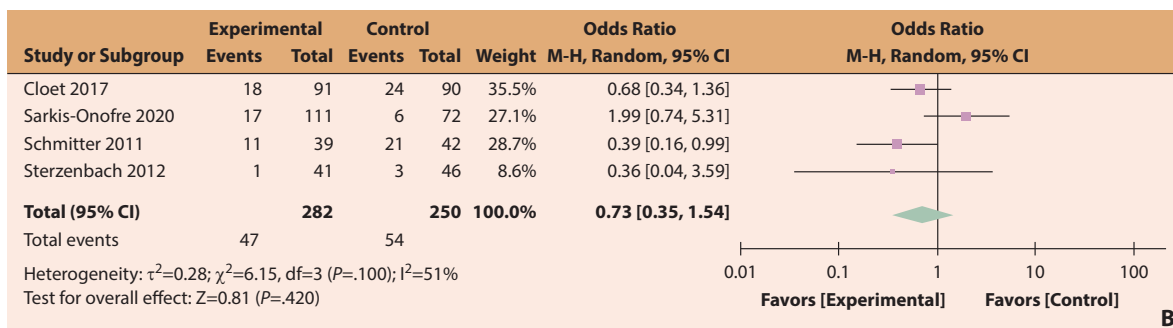 Experimental Control Odds Ratio Odds Ratio
Study or Subgroup Events Total Events Total Weight M-H, Random, 95% CI M-H, Random, 95% CI
Cloet 2017 18 91 24 90 35.5% 0.68 [0.34, 1.36]
Sarkis-Onofre 2020 17 111 6 72 27.1% 1.99 [0.74, 5.31]
Schmitter 2011 11 39 21 42 28.7% 0.39 [0.16, 0.99]
Sterzenbach 2012 1 41 3 46 8.6% 0.36 [0.04, 3.59]
Total (95% CI) 282 250 100.0% 0.73 [0.35, 1.54]
Total events 47 54
Heterogeneity: τ²=0.28; χ²=6.15, df=3 (P=.100); I²=51%
Test for overall effect: Z=0.81 (P=.420)
0.01 0.1 1 10 100
Favors [Experimental] Favors [Control]
B